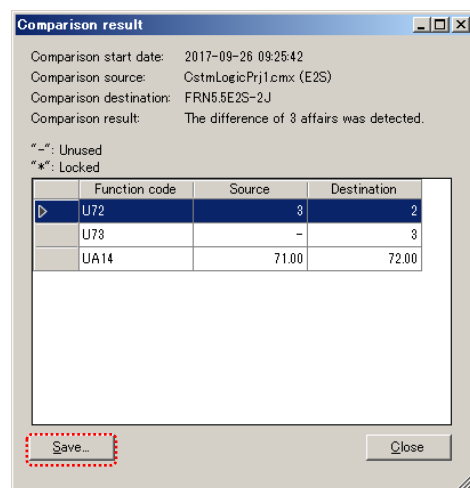 Comparison result
Comparison start date: 2017-09-26 09:25:42
Comparison source: CstmLogicPrj1.cmx (E2S)
Comparison destination: FRN5.5E2S-2J
Comparison result: The difference of 3 affairs was detected.
"-": Unused
"*": Locked
Function code Source Destination
U72 3 2
U73 - 3
UA14 71.00 72.00
Save... Close